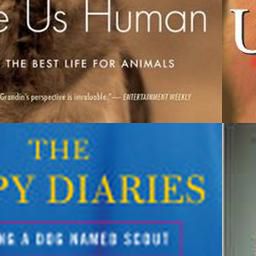 e Us Human
THE BEST LIFE FOR ANIMALS
Grandin's perspective is invaluable."—ENTERTAINMENT WEEKLY
U
THE
PY DIARIES
NG A DOG NAMED SCOUT